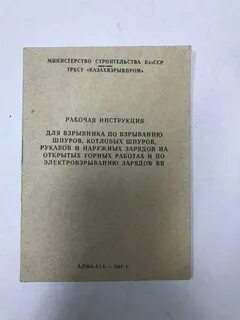 МИНИСТЕРСТВО СТРОИТЕЛЬСТВА КазССР
ТРЕСТ «КАЗАХВЗРЫВПРОМ»
РАБОЧАЯ ИНСТРУКЦИЯ
ДЛЯ ВЗРЫВНИКА ПО ВЗРЫВАНИЮ
ШПУРОВ, КОТЛОВЫХ ШПУРОВ,
РУКАВОВ И НАРУЖНЫХ ЗАРЯДОВ НА
ОТКРЫТЫХ ГОРНЫХ РАБОТАХ И ПО
ЭЛЕКТРОВЗРЫВАНИЮ ЗАРЯДОВ ВВ
АЛМА-АТА —